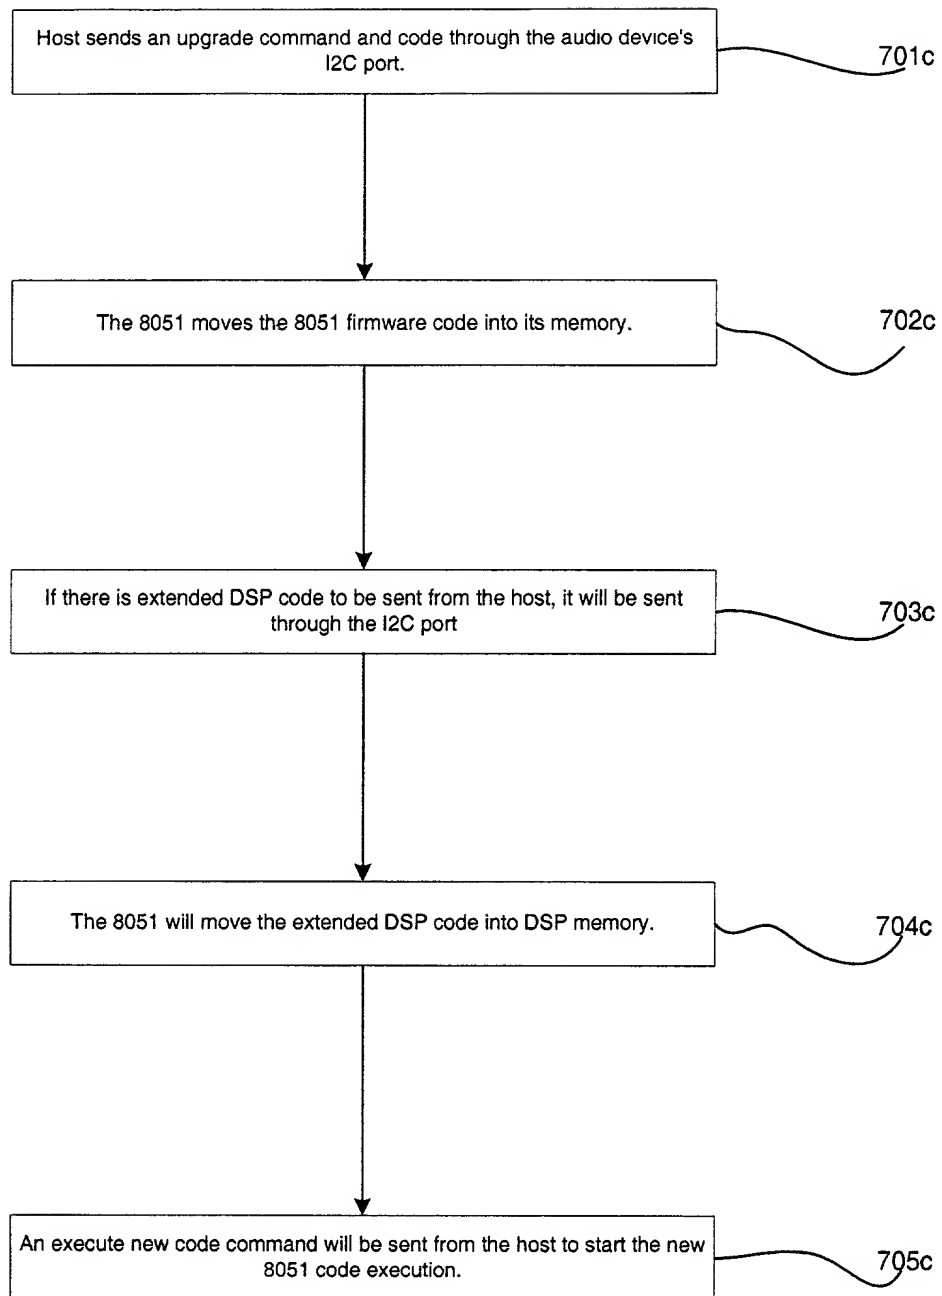 Host sends an upgrade command and code through the audio device's
I2C port.
701c
The 8051 moves the 8051 firmware code into its memory.
702c
If there is extended DSP code to be sent from the host, it will be sent
through the I2C port
703c
The 8051 will move the extended DSP code into DSP memory.
704c
An execute new code command will be sent from the host to start the new
8051 code execution.
705c